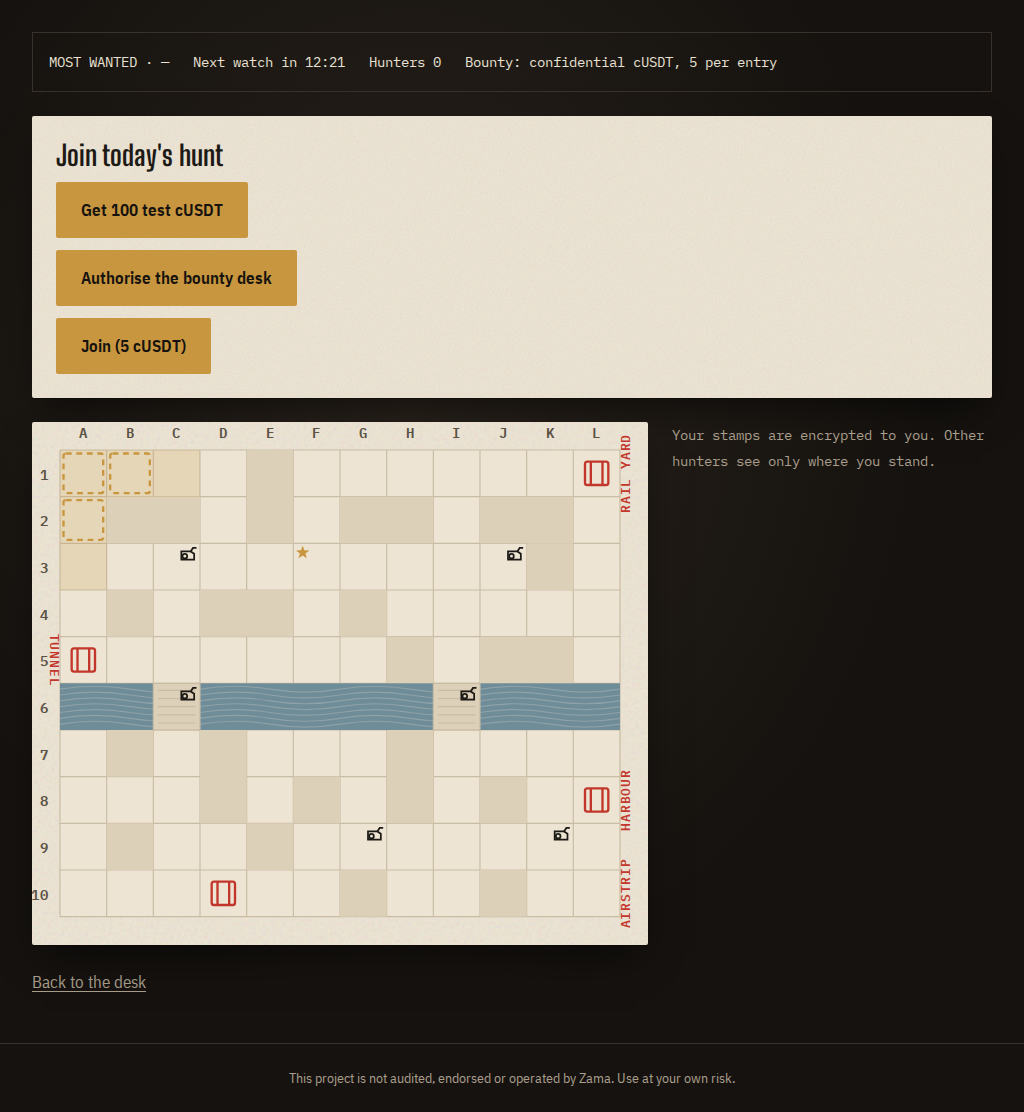 MOST WANTED · — Next watch in 12:21 Hunters 0 Bounty: confidential cUSDT, 5 per entry
Join today's hunt
Get 100 test cUSDT
Authorise the bounty desk
Join (5 cUSDT)
A B C D E F G H I J K L
1
RAIL YARD
2
3
4
5
TUNNEL
6
7
8
HARBOUR
9
10
AIRSTRIP
Your stamps are encrypted to you. Other
hunters see only where you stand.
Back to the desk
This project is not audited, endorsed or operated by Zama. Use at your own risk.